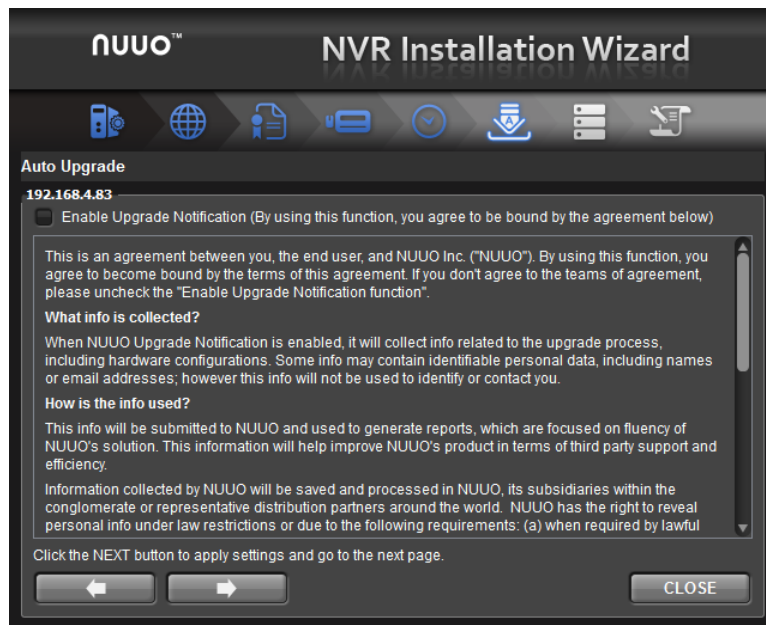 nuuo™
NVR Installation Wizard
A
Auto Upgrade
192.168.4.83
Enable Upgrade Notification (By using this function, you agree to be bound by the agreement below)
This is an agreement between you, the end user, and NUUO Inc. ("NUUO"). By using this function, you
agree to become bound by the terms of this agreement. If you don't agree to the teams of agreement,
please uncheck the "Enable Upgrade Notification function".
What info is collected?
When NUUO Upgrade Notification is enabled, it will collect info related to the upgrade process,
including hardware configurations. Some info may contain identifiable personal data, including names
or email addresses; however this info will not be used to identify or contact you.
How is the info used?
This info will be submitted to NUUO and used to generate reports, which are focused on fluency of
NUUO's solution. This information will help improve NUUO's product in terms of third party support and
efficiency.
Information collected by NUUO will be saved and processed in NUUO, its subsidiaries within the
conglomerate or representative distribution partners around the world. NUUO has the right to reveal
personal info under law restrictions or due to the following requirements: (a) when required by lawful
Click the NEXT button to apply settings and go to the next page.
CLOSE